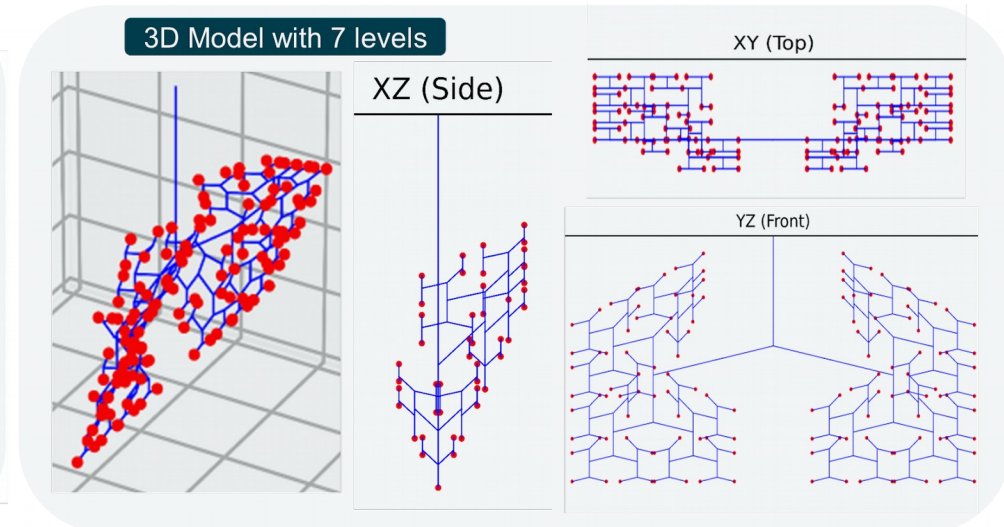 3D Model with 7 levels
XZ (Side)
XY (Top)
YZ (Front)